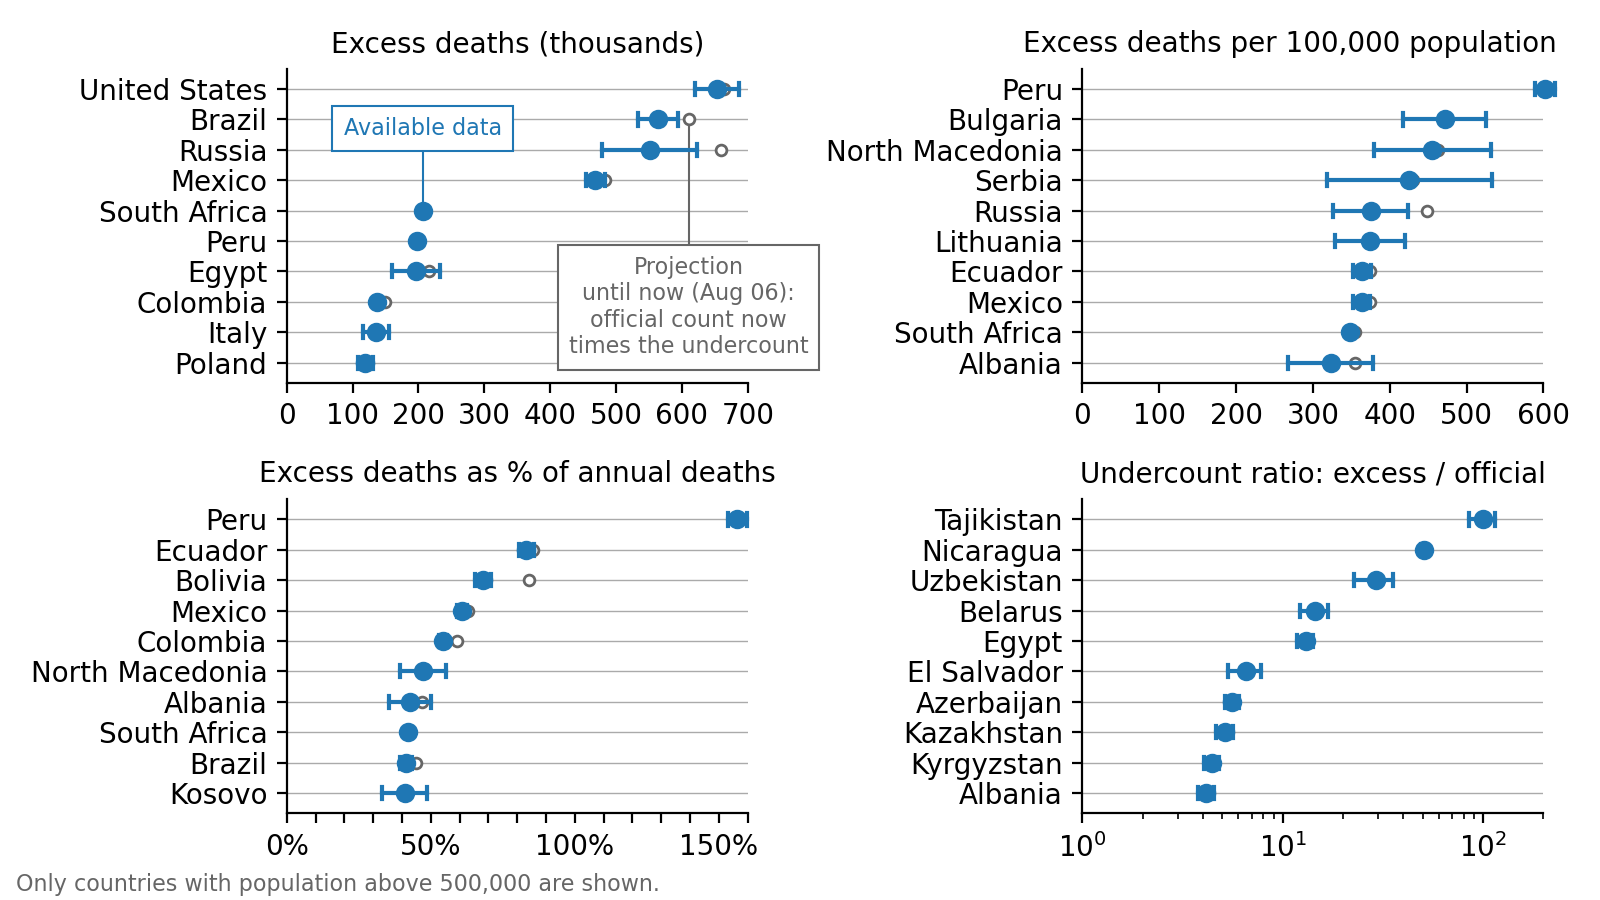 Excess deaths (thousands)
United States
Brazil
Russia
Mexico
South Africa
Peru
Egypt
Colombia
Italy
Poland
Available data
Projection
until now (Aug 06):
official count now
times the undercount
0 100 200 300 400 500 600 700
Excess deaths per 100,000 population
Peru
Bulgaria
North Macedonia
Serbia
Russia
Lithuania
Ecuador
Mexico
South Africa
Albania
0 100 200 300 400 500 600
Excess deaths as % of annual deaths
Peru
Ecuador
Bolivia
Mexico
Colombia
North Macedonia
Albania
South Africa
Brazil
Kosovo
0% 50% 100% 150%
Undercount ratio: excess / official
Tajikistan
Nicaragua
Uzbekistan
Belarus
Egypt
El Salvador
Azerbaijan
Kazakhstan
Kyrgyzstan
Albania
10⁰ 10¹ 10²
Only countries with population above 500,000 are shown.